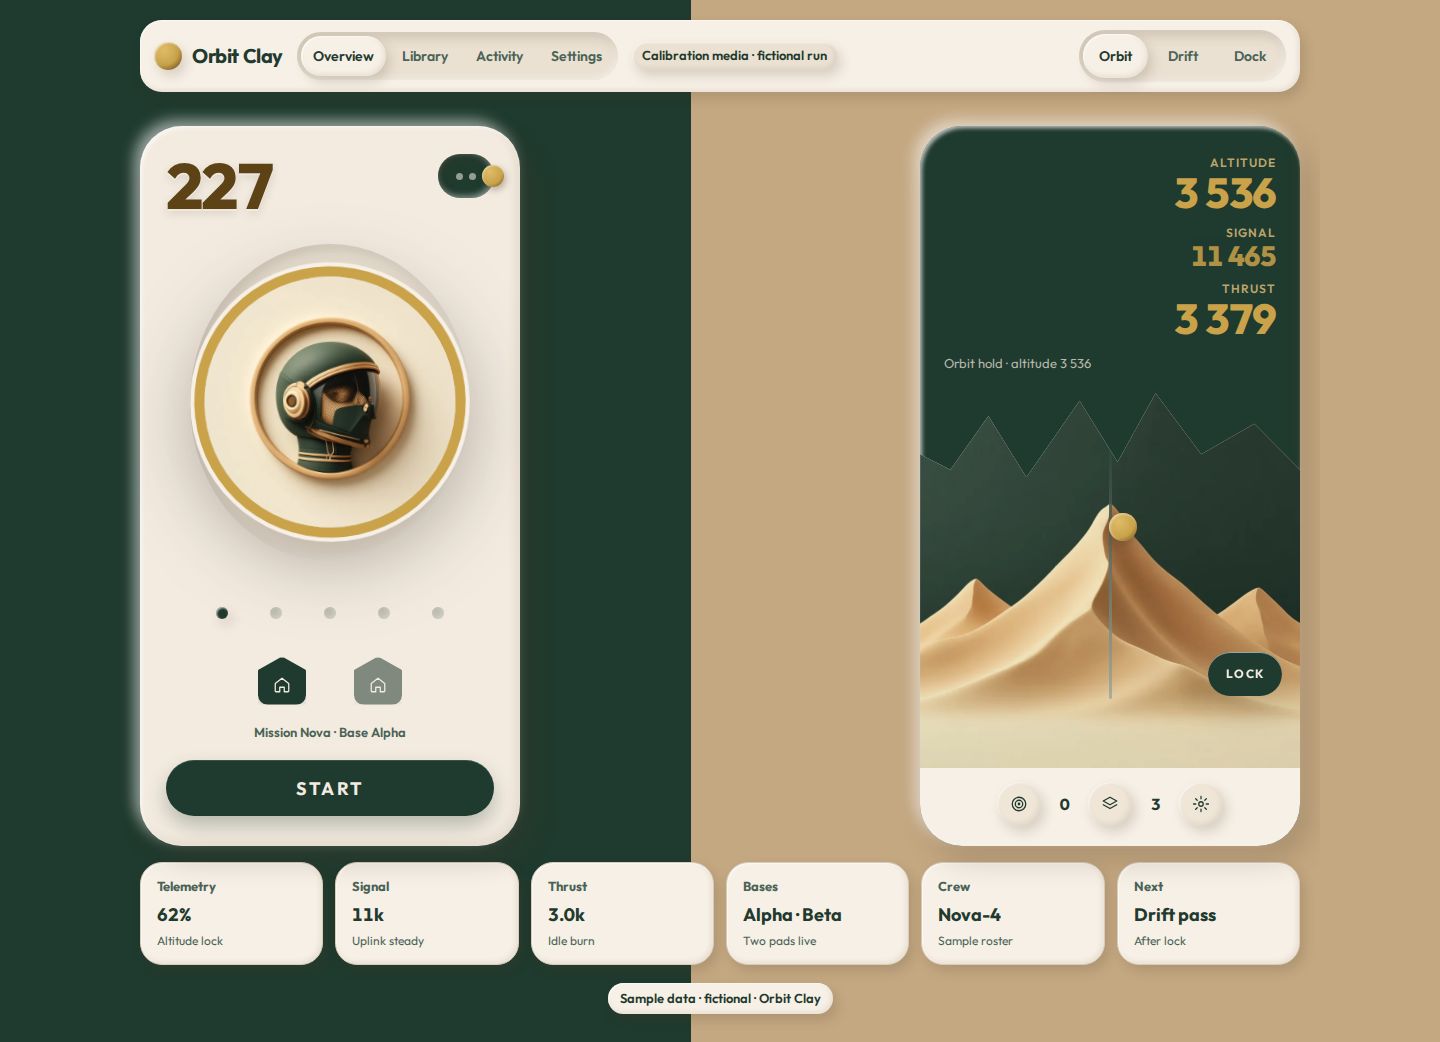 Orbit Clay
Overview
Library
Activity
Settings
Calibration media · fictional run
Orbit
Drift
Dock
227
Mission Nova · Base Alpha
START
ALTITUDE
3 536
SIGNAL
11 465
THRUST
3 379
Orbit hold · altitude 3 536
LOCK
0
3
Telemetry
62%
Altitude lock
Signal
11k
Uplink steady
Thrust
3.0k
Idle burn
Bases
Alpha · Beta
Two pads live
Crew
Nova-4
Sample roster
Next
Drift pass
After lock
Sample data · fictional · Orbit Clay